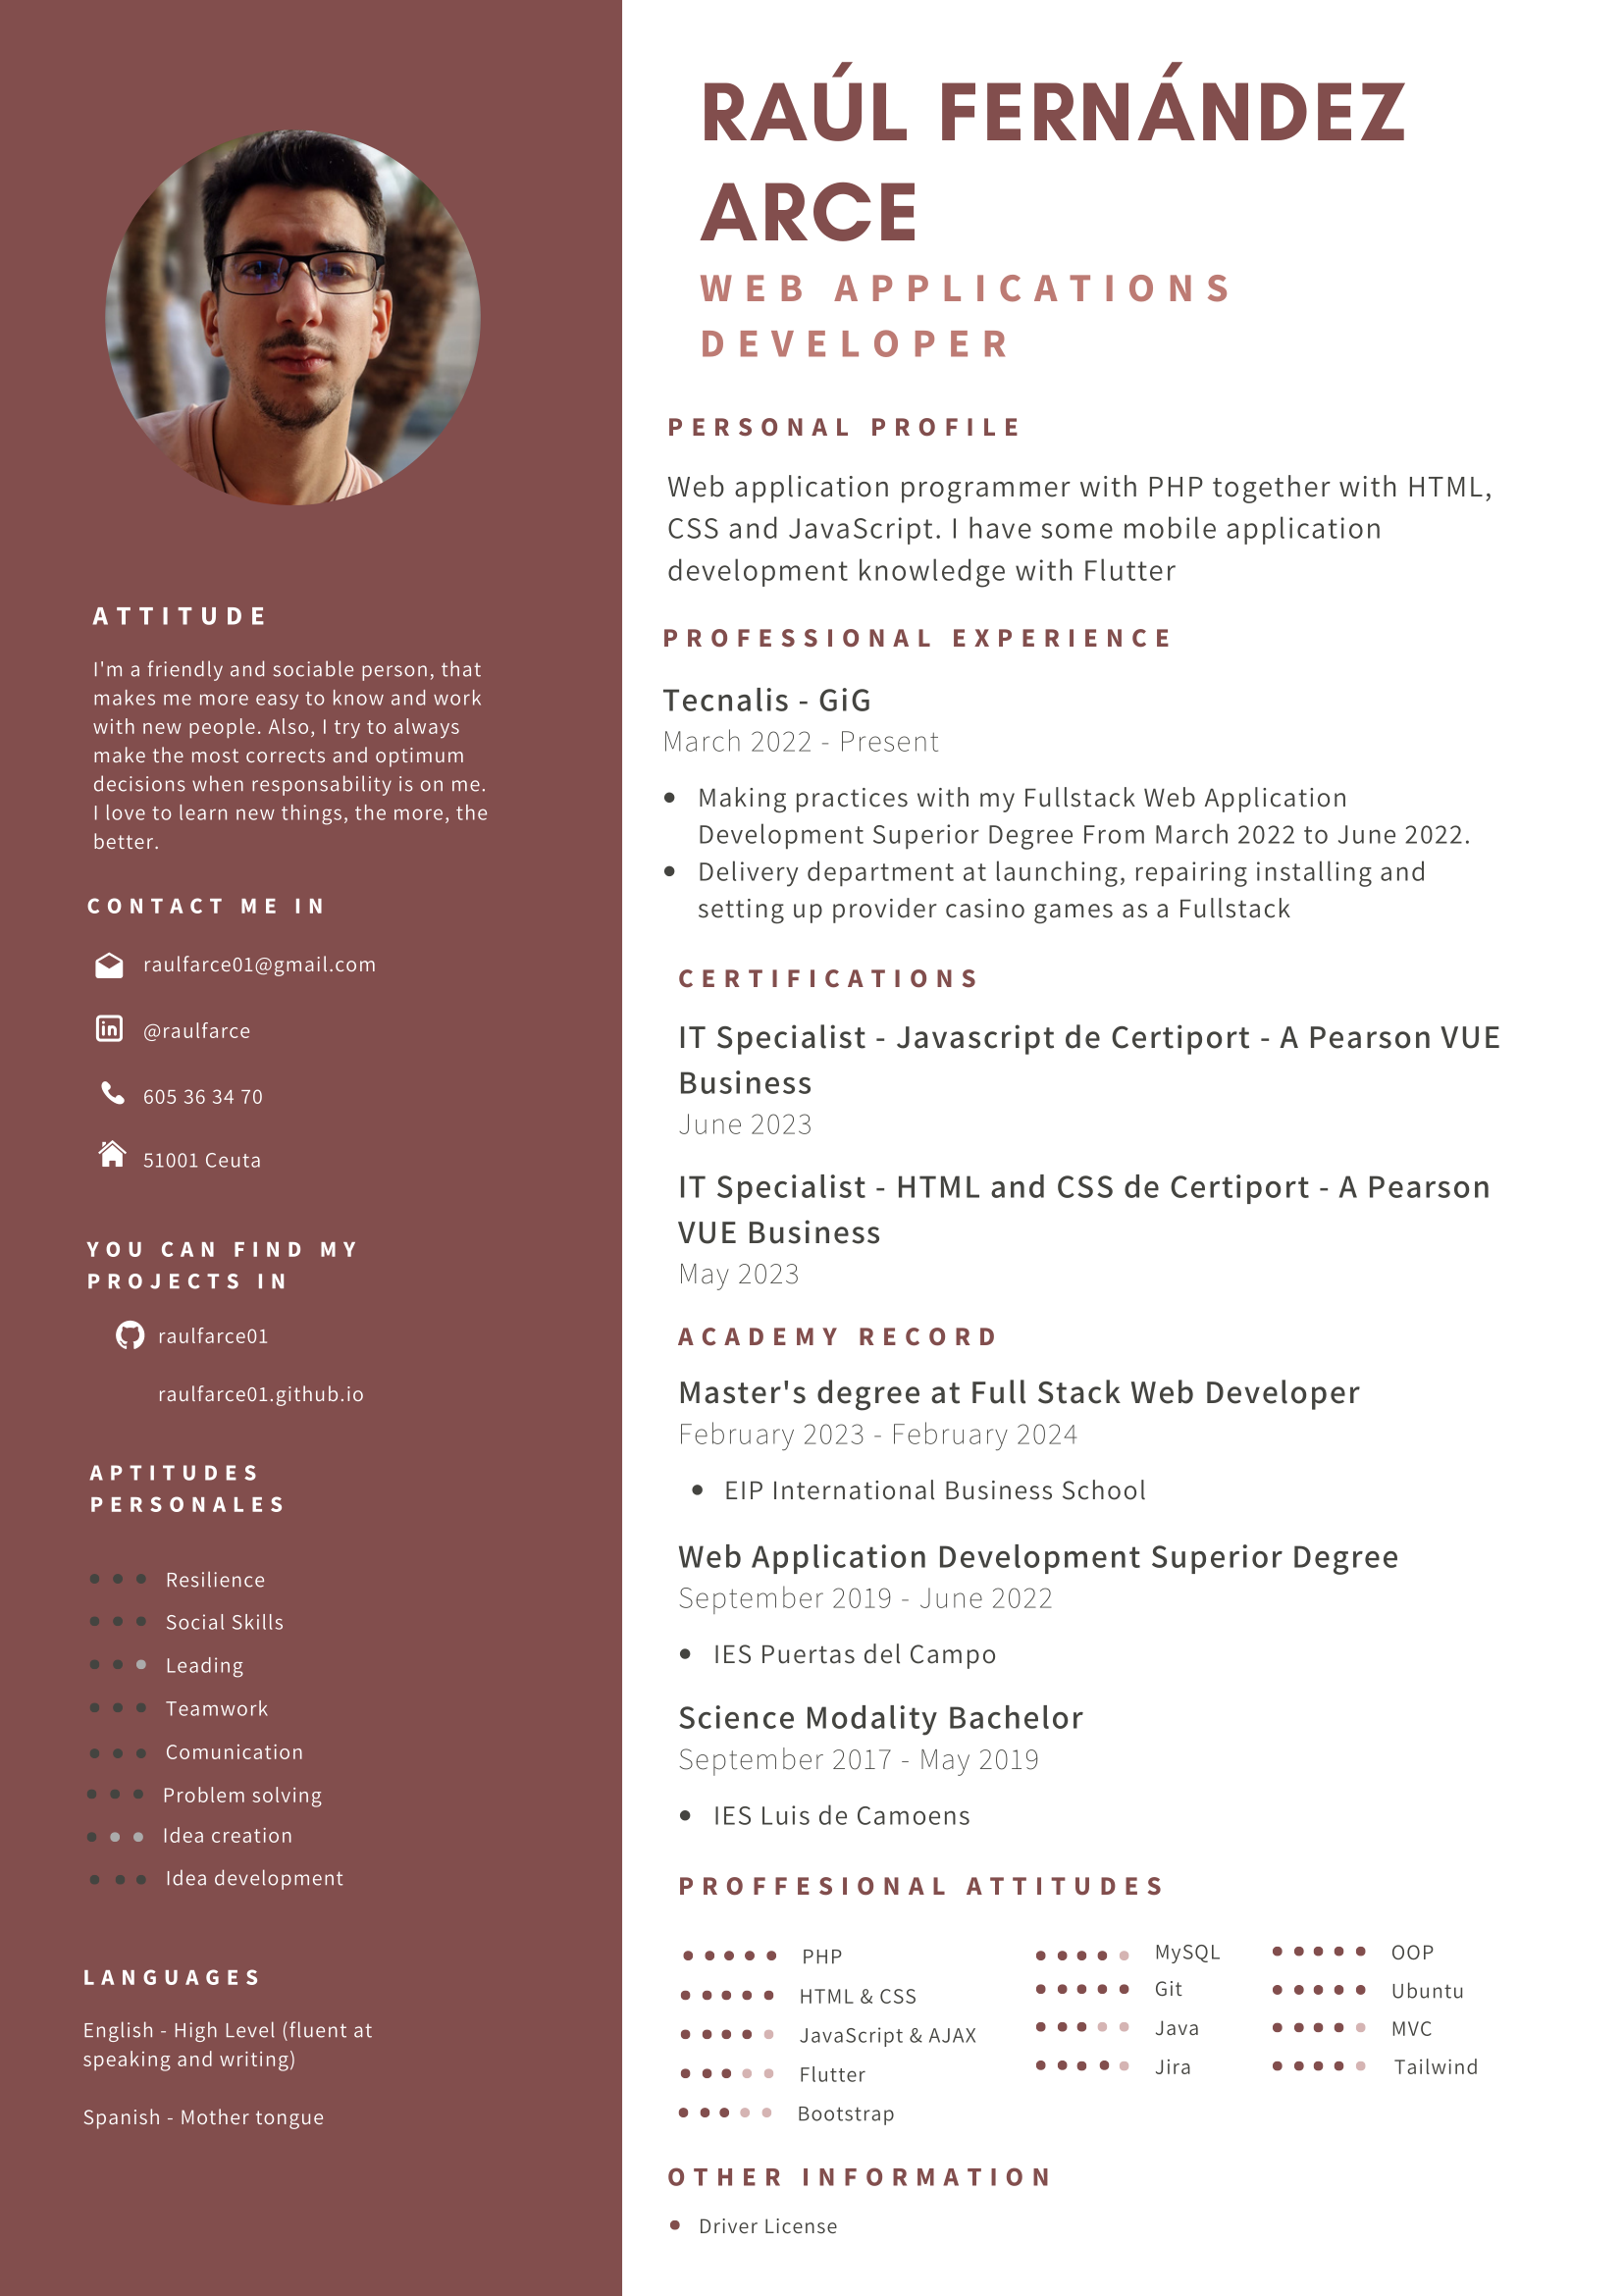 RAÚL FERNÁNDEZ
ARCE
WEB APPLICATIONS
DEVELOPER
ATTITUDE
I'm a friendly and sociable person, that
makes me more easy to know and work
with new people. Also, I try to always
make the most corrects and optimum
decisions when responsability is on me.
I love to learn new things, the more, the
better.
CONTACT ME IN
raulfarce01@gmail.com
in @raulfarce
605 36 34 70
51001 Ceuta
YOU CAN FIND MY
PROJECTS IN
raulfarce01
raulfarce01.github.io
APTITUDES
PERSONALES
Resilience
Social Skills
Leading
Teamwork
Comunication
Problem solving
Idea creation
Idea development
LANGUAGES
English - High Level (fluent at
speaking and writing)
Spanish - Mother tongue
PERSONAL PROFILE
Web application programmer with PHP together with HTML,
CSS and JavaScript. I have some mobile application
development knowledge with Flutter
PROFESSIONAL EXPERIENCE
Tecnalis - GiG
March 2022 - Present
• Making practices with my Fullstack Web Application
Development Superior Degree From March 2022 to June 2022.
• Delivery department at launching, repairing installing and
setting up provider casino games as a Fullstack
CERTIFICATIONS
IT Specialist - Javascript de Certiport - A Pearson VUE
Business
June 2023
IT Specialist - HTML and CSS de Certiport - A Pearson
VUE Business
May 2023
ACADEMY RECORD
Master's degree at Full Stack Web Developer
February 2023 - February 2024
• EIP International Business School
Web Application Development Superior Degree
September 2019 - June 2022
• IES Puertas del Campo
Science Modality Bachelor
September 2017 - May 2019
• IES Luis de Camoens
PROFFESIONAL ATTITUDES
PHP
HTML & CSS
JavaScript & AJAX
Flutter
Bootstrap
MySQL
Git
Java
Jira
OOP
Ubuntu
MVC
Tailwind
OTHER INFORMATION
• Driver License